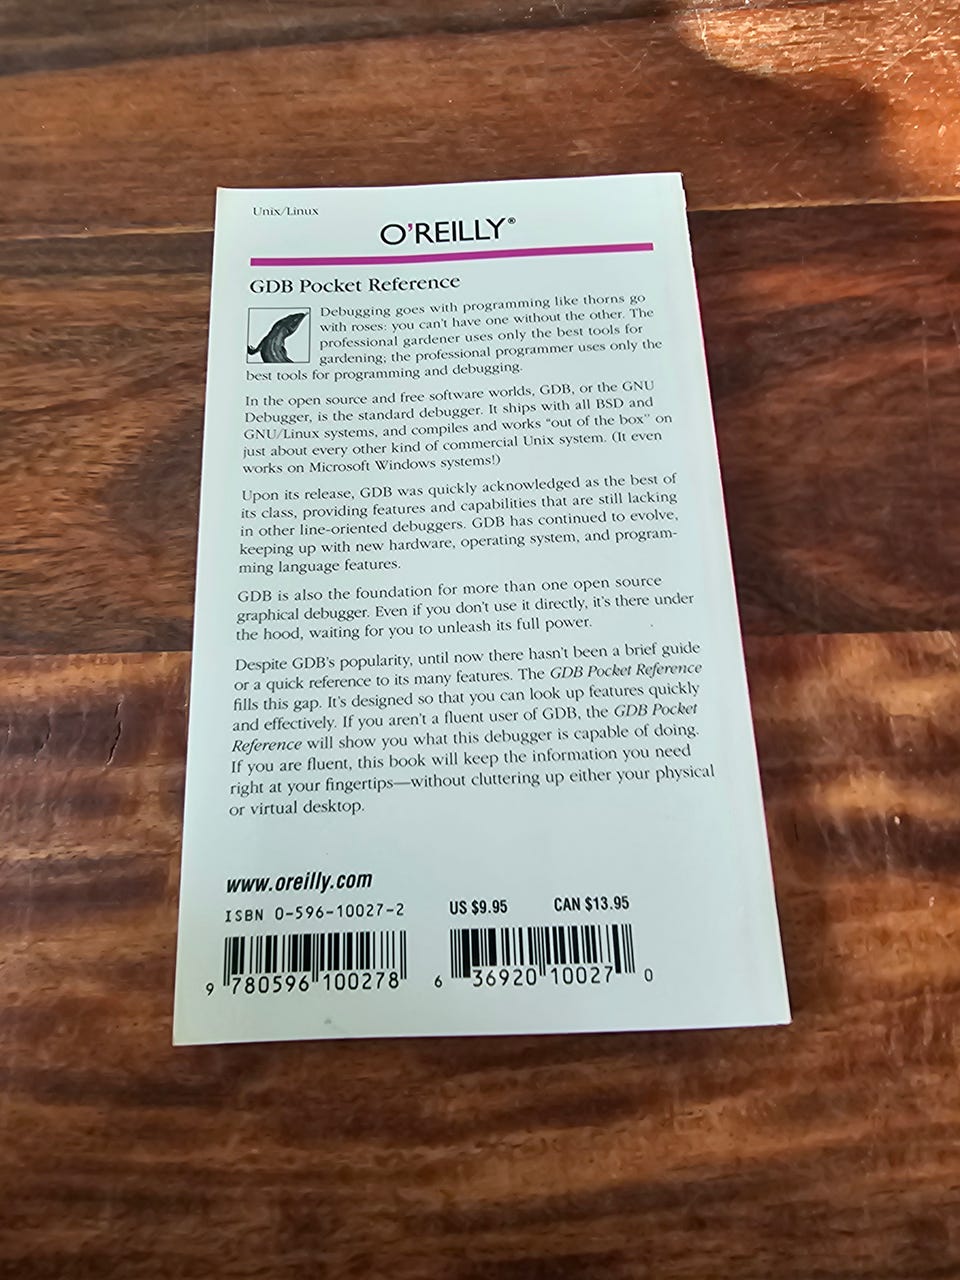 Unix/Linux
O'REILLY®
GDB Pocket Reference
Debugging goes with programming like thorns go
with roses: you can't have one without the other. The
professional gardener uses only the best tools for
gardening; the professional programmer uses only the
best tools for programming and debugging.
In the open source and free software worlds, GDB, or the GNU
Debugger, is the standard debugger. It ships with all BSD and
GNU/Linux systems, and compiles and works "out of the box" on
just about every other kind of commercial Unix system. (It even
works on Microsoft Windows systems!)
Upon its release, GDB was quickly acknowledged as the best of
its class, providing features and capabilities that are still lacking
in other line-oriented debuggers. GDB has continued to evolve,
keeping up with new hardware, operating system, and program-
ming language features.
GDB is also the foundation for more than one open source
graphical debugger. Even if you don't use it directly, it's there under
the hood, waiting for you to unleash its full power.
Despite GDB's popularity, until now there hasn't been a brief guide
or a quick reference to its many features. The GDB Pocket Reference
fills this gap. It's designed so that you can look up features quickly
and effectively. If you aren't a fluent user of GDB, the GDB Pocket
Reference will show you what this debugger is capable of doing.
If you are fluent, this book will keep the information you need
right at your fingertips—without cluttering up either your physical
or virtual desktop.
www.oreilly.com
ISBN 0-596-10027-2 US $9.95 CAN $13.95
9 780596 100278 6 36920 10027 0